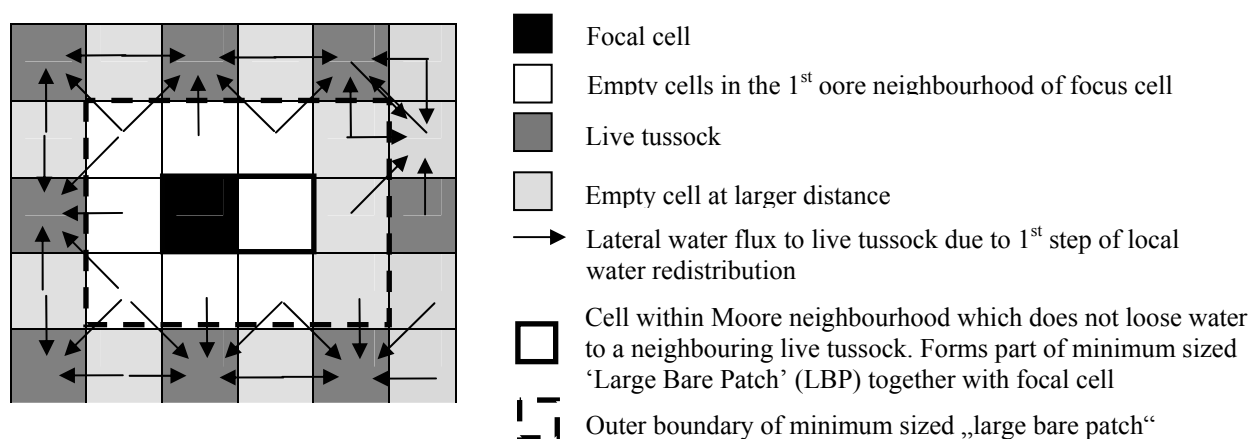 Focal cell
Empty cells in the 1st oore neighbourhood of focus cell
Live tussock
Empty cell at larger distance
Lateral water flux to live tussock due to 1st step of local
water redistribution
Cell within Moore neighbourhood which does not loose water
to a neighbouring live tussock. Forms part of minimum sized
‘Large Bare Patch’ (LBP) together with focal cell
Outer boundary of minimum sized „large bare patch“